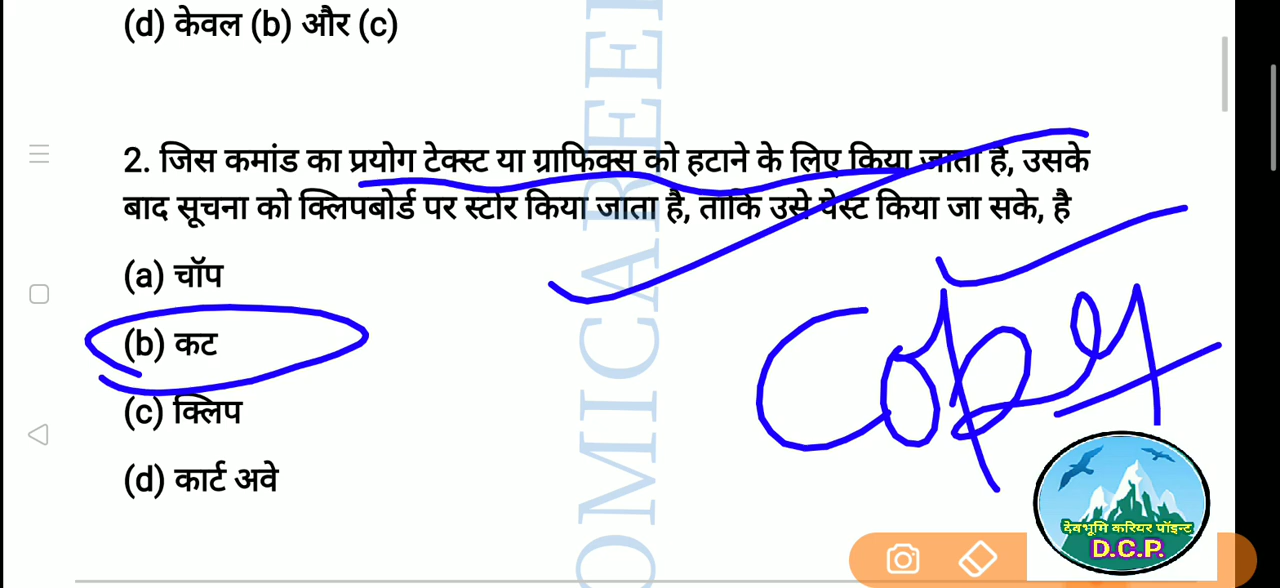 (d) केवल (b) और (c)
2. जिस कमांड का प्रयोग टेक्स्ट या ग्राफिक्स को हटाने के लिए किया जाता है, उसके
बाद सूचना को क्लिपबोर्ड पर स्टोर किया जाता है, ताकि उसे पेस्ट किया जा सके, है
(a) चॉप
(b) कट
(c) क्लिप
(d) कार्ट अवे
Copy
OMICAREER
देवभूमि करियर पॉइन्ट
D.C.P.